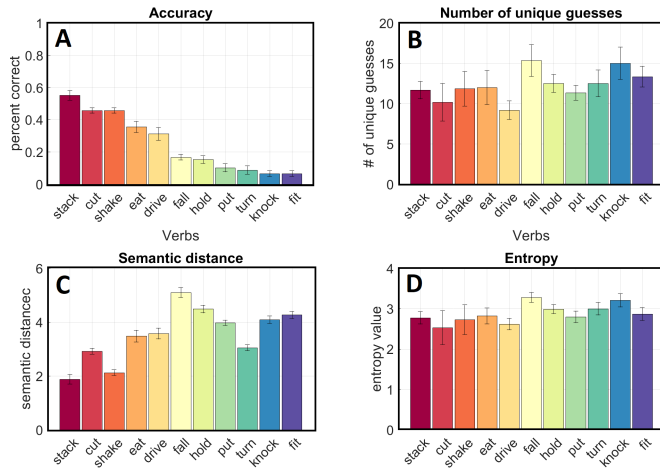 Accuracy
A
percent correct
1
0.8
0.6
0.4
0.2
0
stack cut shake eat drive fall hold put turn knock fit
Verbs
Number of unique guesses
B
# of unique guesses
20
15
10
5
0
stack cut shake eat drive fall hold put turn knock fit
Verbs
Semantic distance
C
semantic distancec
6
4
2
0
stack cut shake eat drive fall hold put turn knock fit
Entropy
D
entropy value
4
3
2
1
0
stack cut shake eat drive fall hold put turn knock fit